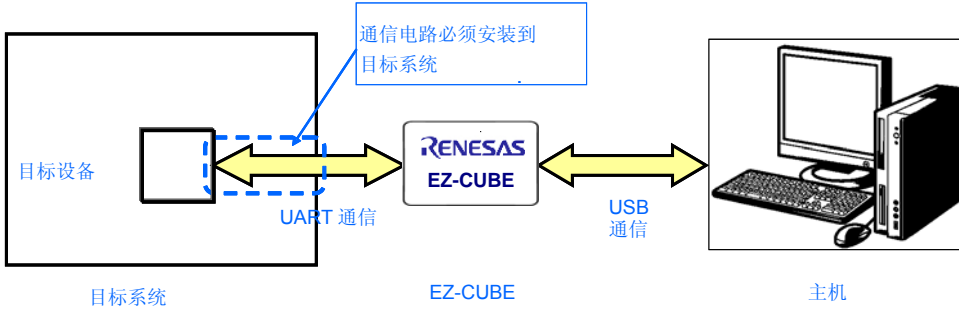 通信电路必须安装到
目标系统
目标设备
RENESAS
EZ-CUBE
UART 通信
USB
通信
目标系统
EZ-CUBE
主机